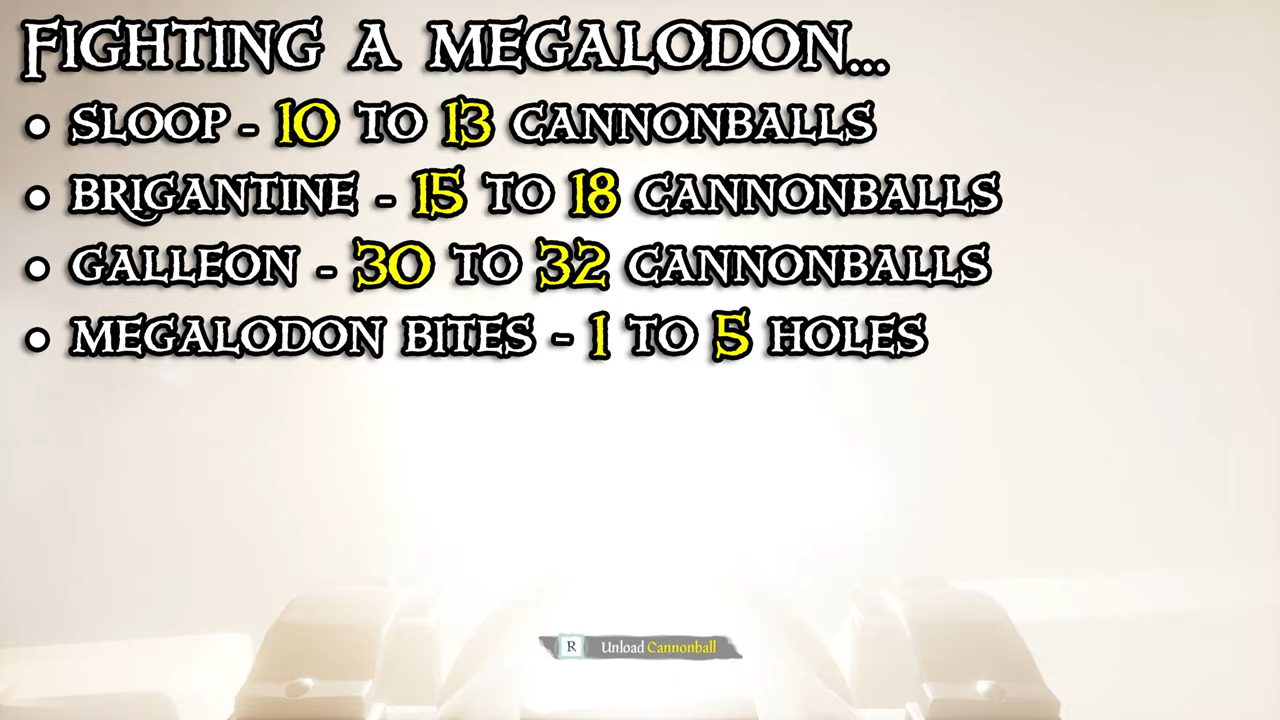 Fighting a megalodon...
• Sloop - 10 to 13 cannonballs
• Brigantine - 15 to 18 cannonballs
• Galleon - 30 to 32 cannonballs
• Megalodon bites - 1 to 5 holes
R Unload Cannonball